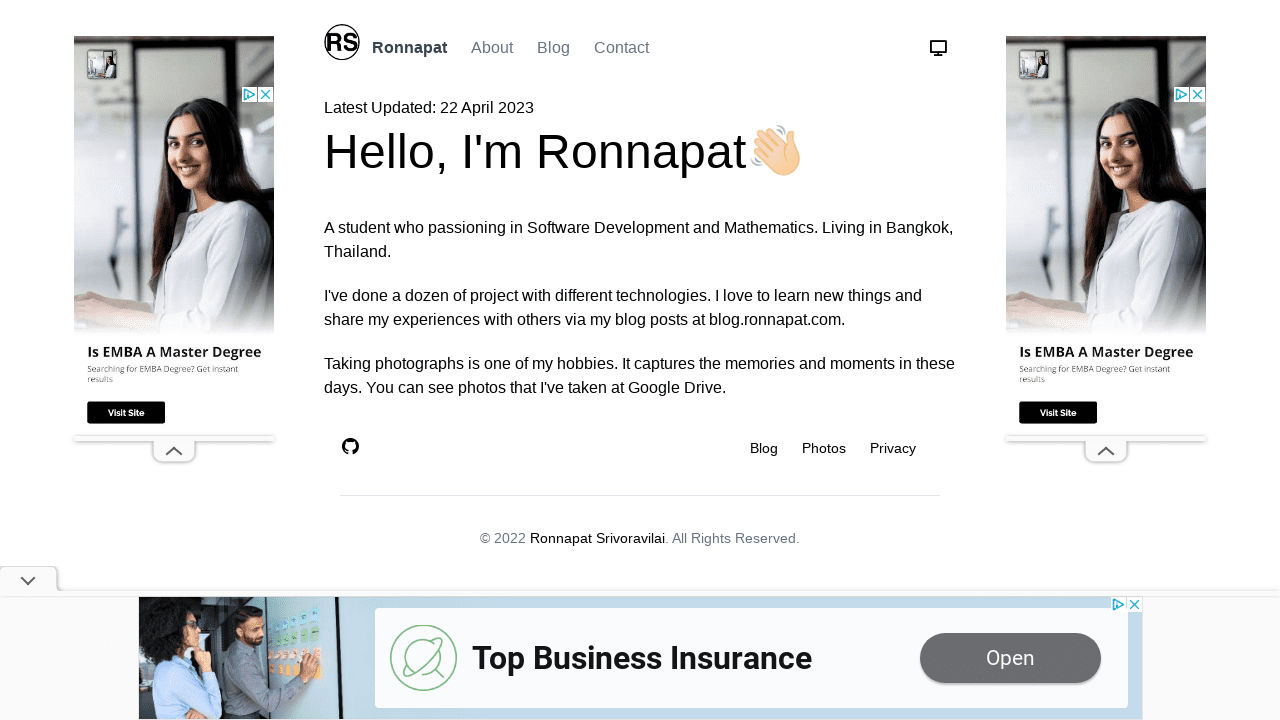 RS Ronnapat About Blog Contact
Latest Updated: 22 April 2023
Hello, I'm Ronnapat👋🏻
A student who passioning in Software Development and Mathematics. Living in Bangkok,
Thailand.
I've done a dozen of project with different technologies. I love to learn new things and
share my experiences with others via my blog posts at blog.ronnapat.com.
Taking photographs is one of my hobbies. It captures the memories and moments in these
days. You can see photos that I've taken at Google Drive.
Blog Photos Privacy
© 2022 Ronnapat Srivoravilai. All Rights Reserved.
Is EMBA A Master Degree
Searching for EMBA Degree? Get instant
results
Visit Site
Is EMBA A Master Degree
Searching for EMBA Degree? Get instant
results
Visit Site
Top Business Insurance
Open